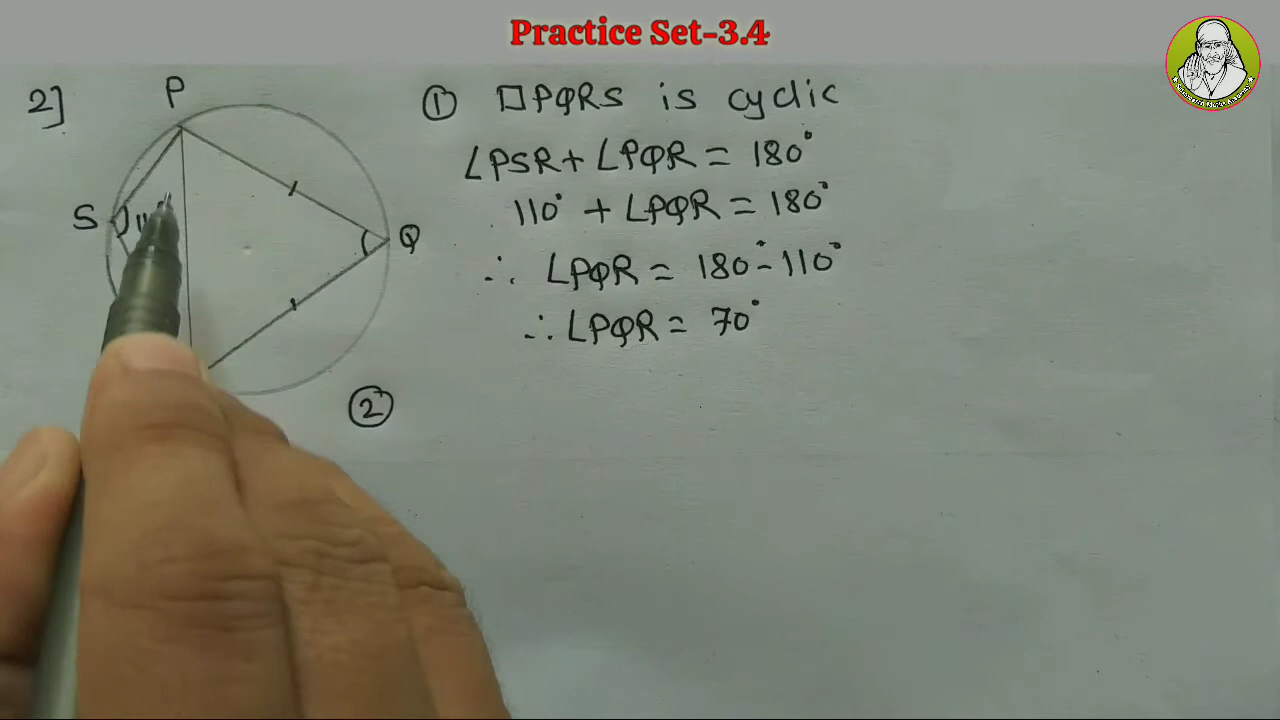 Practice Set-3.4
2]
P
S
11
Q
① □PQRS is cyclic
∠PSR + ∠PQR = 180°
110° + ∠PQR = 180°
∴ ∠PQR = 180° - 110°
∴ ∠PQR = 70°
②